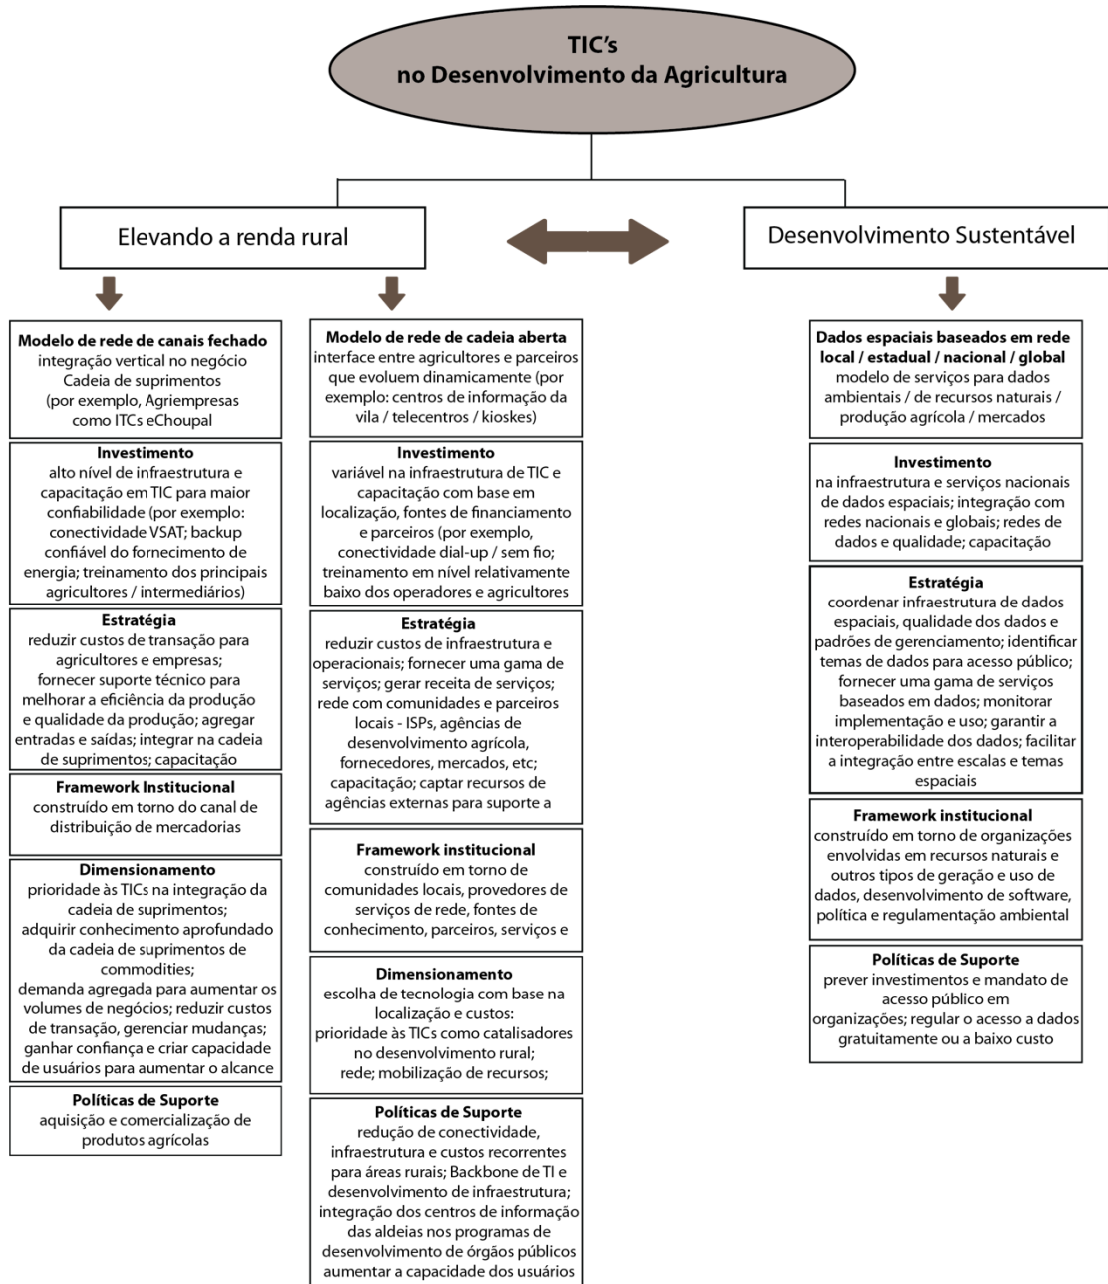 TIC's
no Desenvolvimento da Agricultura
Elevando a renda rural
Desenvolvimento Sustentável
Modelo de rede de canais fechado
integração vertical no negócio
Cadeia de suprimentos
(por exemplo, Agriempresas
como ITCs eChoupal
Investimento
alto nível de infraestrutura e
capacitação em TIC para maior
confiabilidade (por exemplo:
conectividade VSAT; backup
confiável do fornecimento de
energia; treinamento dos principais
agricultores / intermediários)
Estratégia
reduzir custos de transação para
agricultores e empresas;
fornecer suporte técnico para
melhorar a eficiência da produção
e qualidade da produção; agregar
entradas e saídas; integrar na cadeia
de suprimentos; capacitação
Framework Institucional
construído em torno do canal de
distribuição de mercadorias
Dimensionamento
prioridade às TICs na integração da
cadeia de suprimentos;
adquirir conhecimento aprofundado
da cadeia de suprimentos de
commodities;
demanda agregada para aumentar os
volumes de negócios; reduzir custos
de transação, gerenciar mudanças;
ganhar confiança e criar capacidade
de usuários para aumentar o alcance
Políticas de Suporte
aquisição e comercialização de
produtos agrícolas
Modelo de rede de cadeia aberta
interface entre agricultores e parceiros
que evoluem dinamicamente (por
exemplo: centros de informação da
vila / telecentros / kioskes)
Investimento
variável na infraestrutura de TIC e
capacitação com base em
localização, fontes de financiamento
e parceiros (por exemplo,
conectividade dial-up / sem fio;
treinamento em nível relativamente
baixo dos operadores e agricultores
Estratégia
reduzir custos de infraestrutura e
operacionais; fornecer uma gama de
serviços; gerar receita de serviços;
rede com comunidades e parceiros
locais - ISPs, agências de
desenvolvimento agrícola,
fornecedores, mercados, etc;
capacitação; captar recursos de
agências externas para suporte a
Framework institucional
construído em torno de
comunidades locais, provedores de
serviços de rede, fontes de
conhecimento, parceiros, serviços e
Dimensionamento
escolha de tecnologia com base na
localização e custos:
prioridade às TICs como catalisadores
no desenvolvimento rural;
rede; mobilização de recursos;
Políticas de Suporte
redução de conectividade,
infraestrutura e custos recorrentes
para áreas rurais; Backbone de TI e
desenvolvimento de infraestrutura;
integração dos centros de informação
das aldeias nos programas de
desenvolvimento de órgãos públicos
aumentar a capacidade dos usuários
Dados espaciais baseados em rede
local / estadual / nacional / global
modelo de serviços para dados
ambientais / de recursos naturais /
produção agrícola / mercados
Investimento
na infraestrutura e serviços nacionais
de dados espaciais; integração com
redes nacionais e globais; redes de
dados e qualidade; capacitação
Estratégia
coordenar infraestrutura de dados
espaciais, qualidade dos dados e
padrões de gerenciamento; identificar
temas de dados para acesso público;
fornecer uma gama de serviços
baseados em dados; monitorar
implementação e uso; garantir a
interoperabilidade dos dados; facilitar
a integração entre escalas e temas
espaciais
Framework institucional
construído em torno de organizações
envolvidas em recursos naturais e
outros tipos de geração e uso de
dados, desenvolvimento de software,
política e regulamentação ambiental
Políticas de Suporte
prever investimentos e mandato de
acesso público em
organizações; regular o acesso a dados
gratuitamente ou a baixo custo